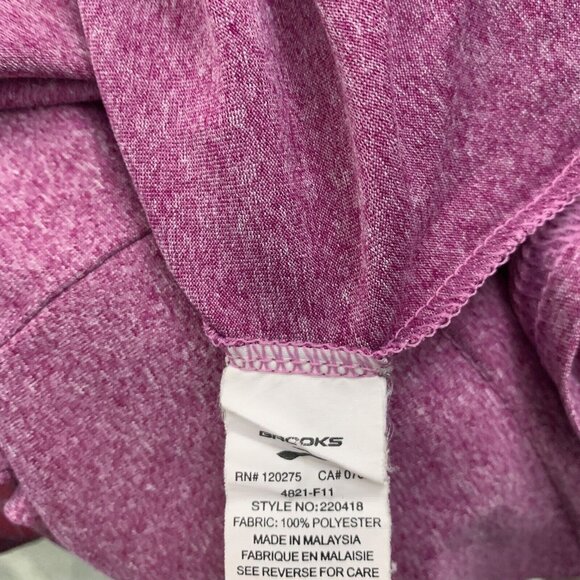 BROOKS
RN# 120275 CA# 070
4821-F11
STYLE NO:220418
FABRIC: 100% POLYESTER
MADE IN MALAYSIA
FABRIQUE EN MALAISIE
SEE REVERSE FOR CARE